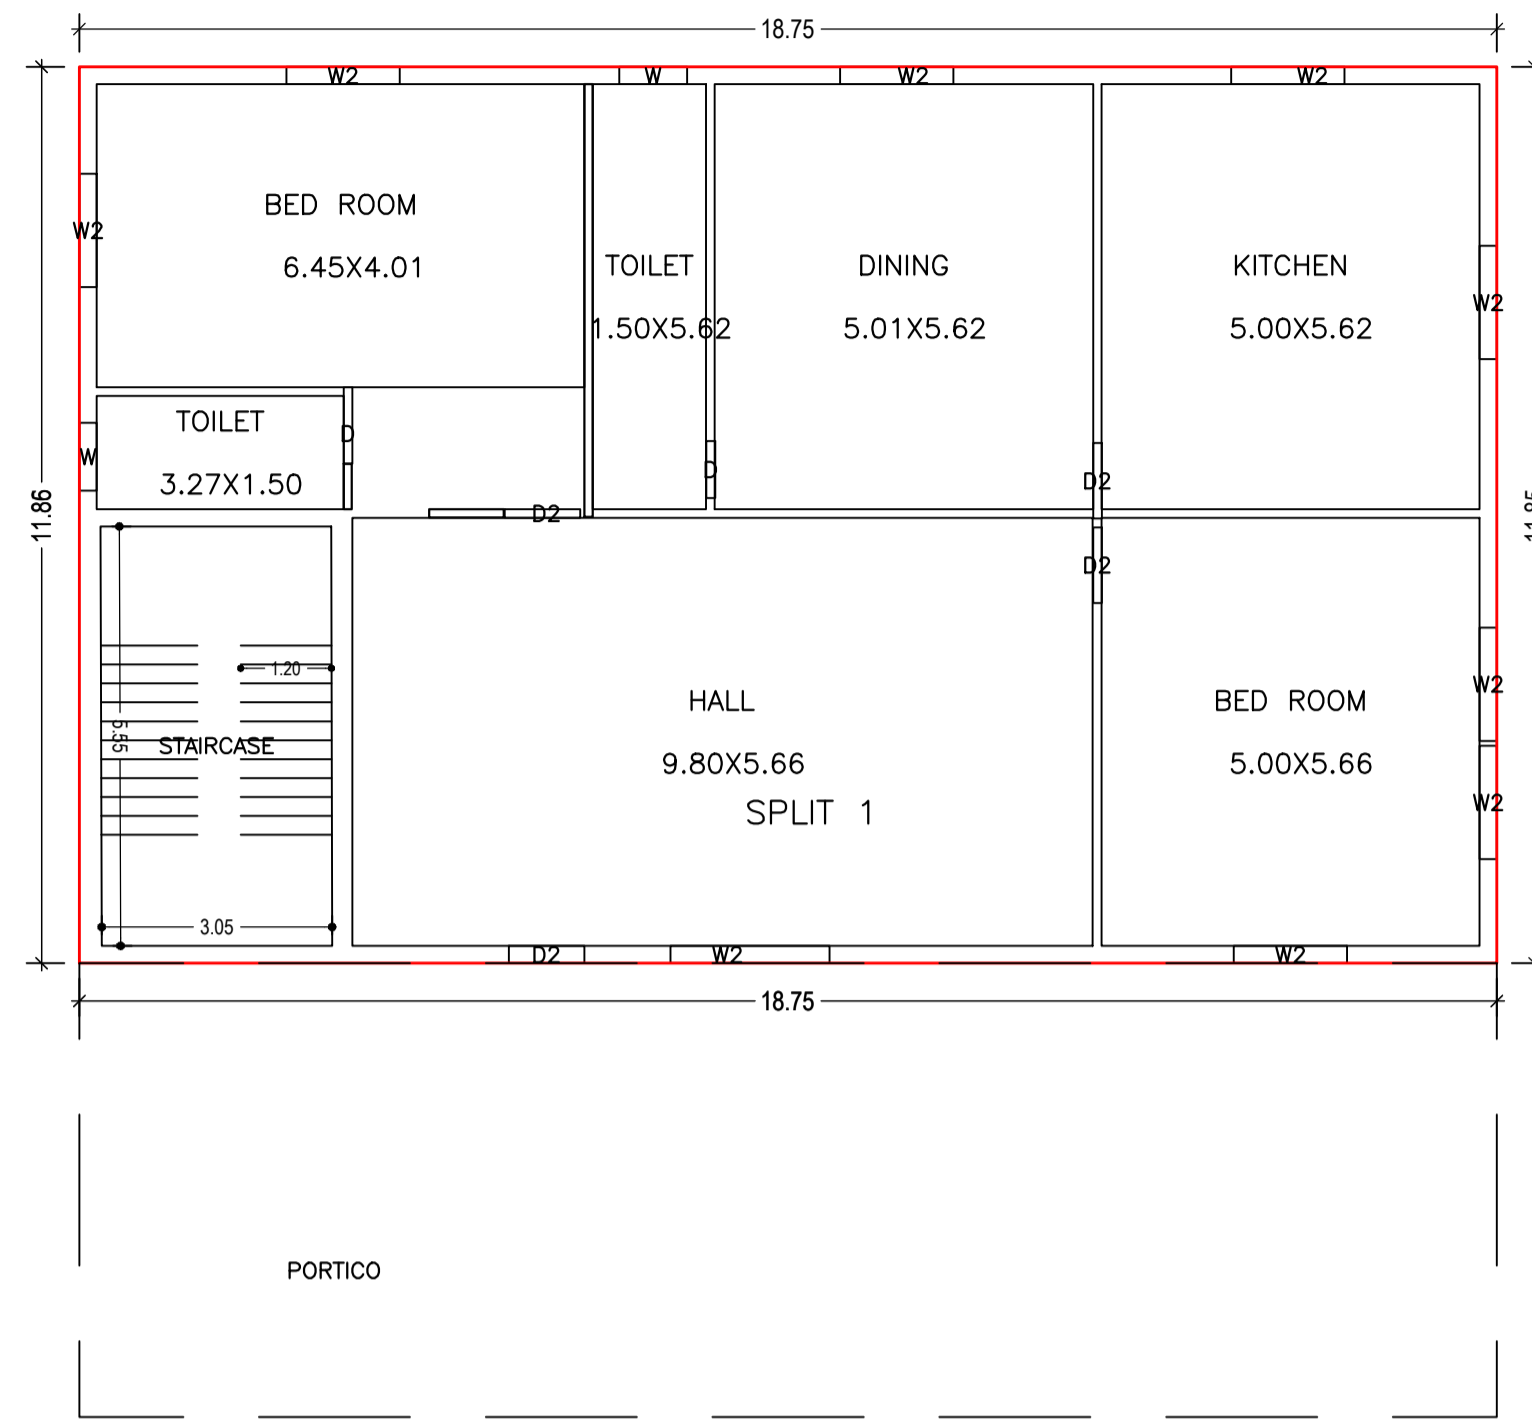 18.75
W2
W
W2
W2
BED ROOM
6.45X4.01
W2
TOILET
1.50X5.62
DINING
5.01X5.62
KITCHEN
5.00X5.62
W2
TOILET
3.27X1.50
W
D
D
D2
D2
D2
11.86
11.85
1.20
5.55
STAIRCASE
3.05
HALL
9.80X5.66
SPLIT 1
BED ROOM
5.00X5.66
W2
W2
D2
W2
W2
18.75
PORTICO